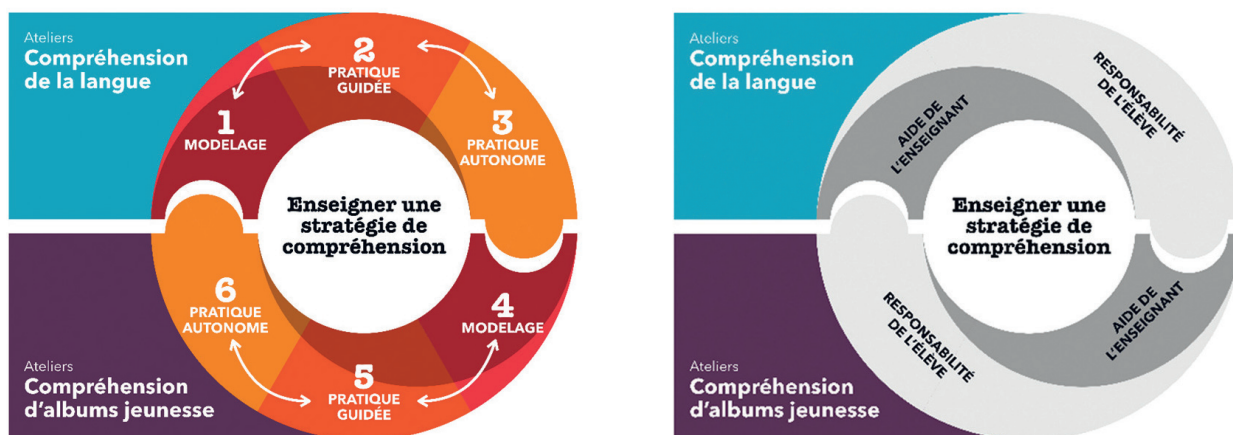 Ateliers
Compréhension
de la langue
1
MODELAGE
2
PRATIQUE
GUIDÉE
3
PRATIQUE
AUTONOME
Enseigner une
stratégie de
compréhension
4
MODELAGE
5
PRATIQUE
GUIDÉE
6
PRATIQUE
AUTONOME
Ateliers
Compréhension
d'albums jeunesse
Ateliers
Compréhension
de la langue
AIDE DE
L'ENSEIGNANT
RESPONSABILITÉ
DE L'ÉLÈVE
Enseigner une
stratégie de
compréhension
AIDE DE
L'ENSEIGNANT
RESPONSABILITÉ
DE L'ÉLÈVE
Ateliers
Compréhension
d'albums jeunesse